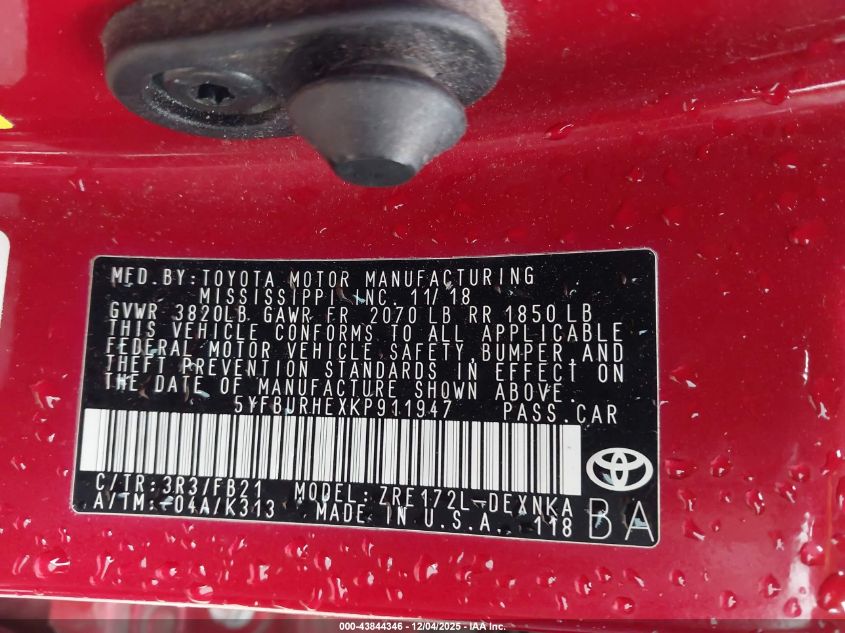 MFD.BY:TOYOTA MOTOR MANUFACTURING
MISSISSIPPI, INC. 11/18
GVWR 3820LB GAWR FR 2070 LB RR 1850 LB
THIS VEHICLE CONFORMS TO ALL APPLICABLE
FEDERAL MOTOR VEHICLE SAFETY,BUMPER,AND
THEFT PREVENTION STANDARDS IN EFFECT ON
THE DATE OF MANUFACTURE SHOWN ABOVE.
5YFBURHEXKP911947 PASS.CAR
C/TR:3R3/FB21 MODEL:ZRE172L-DEXNKA
A/TM:-04A/K313 MADE IN U.S.A. 118
BA
000-43844346 - 12/04/2025 - IAA Inc.